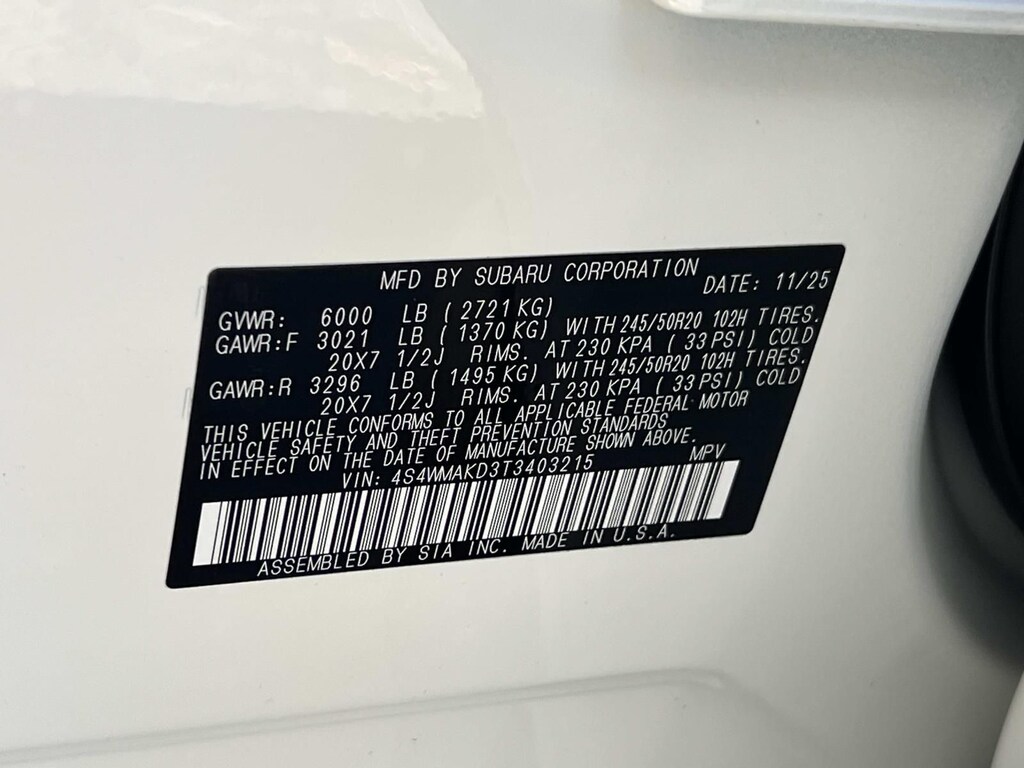 MFD BY SUBARU CORPORATION DATE: 11/25
GVWR: 6000 LB ( 2721 KG)
GAWR:F 3021 LB ( 1370 KG) WITH 245/50R20 102H TIRES.
20X7 1/2J RIMS. AT 230 KPA ( 33 PSI) COLD
GAWR:R 3296 LB ( 1495 KG) WITH 245/50R20 102H TIRES.
20X7 1/2J RIMS. AT 230 KPA ( 33 PSI) COLD
THIS VEHICLE CONFORMS TO ALL APPLICABLE FEDERAL MOTOR
VEHICLE SAFETY AND THEFT PREVENTION STANDARDS
IN EFFECT ON THE DATE OF MANUFACTURE SHOWN ABOVE.
VIN: 4S4WMAKD3T3403215 MPV
ASSEMBLED BY SIA INC. MADE IN U.S.A.